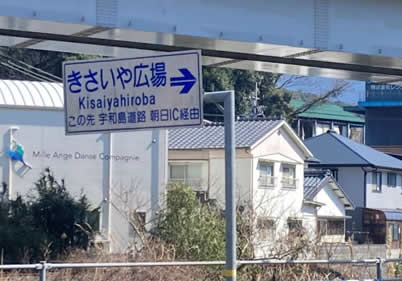 きさいや広場
Kisaiyahiroba
この先 宇和島道路 朝日IC経由
Mille Ange Danse Compagnie